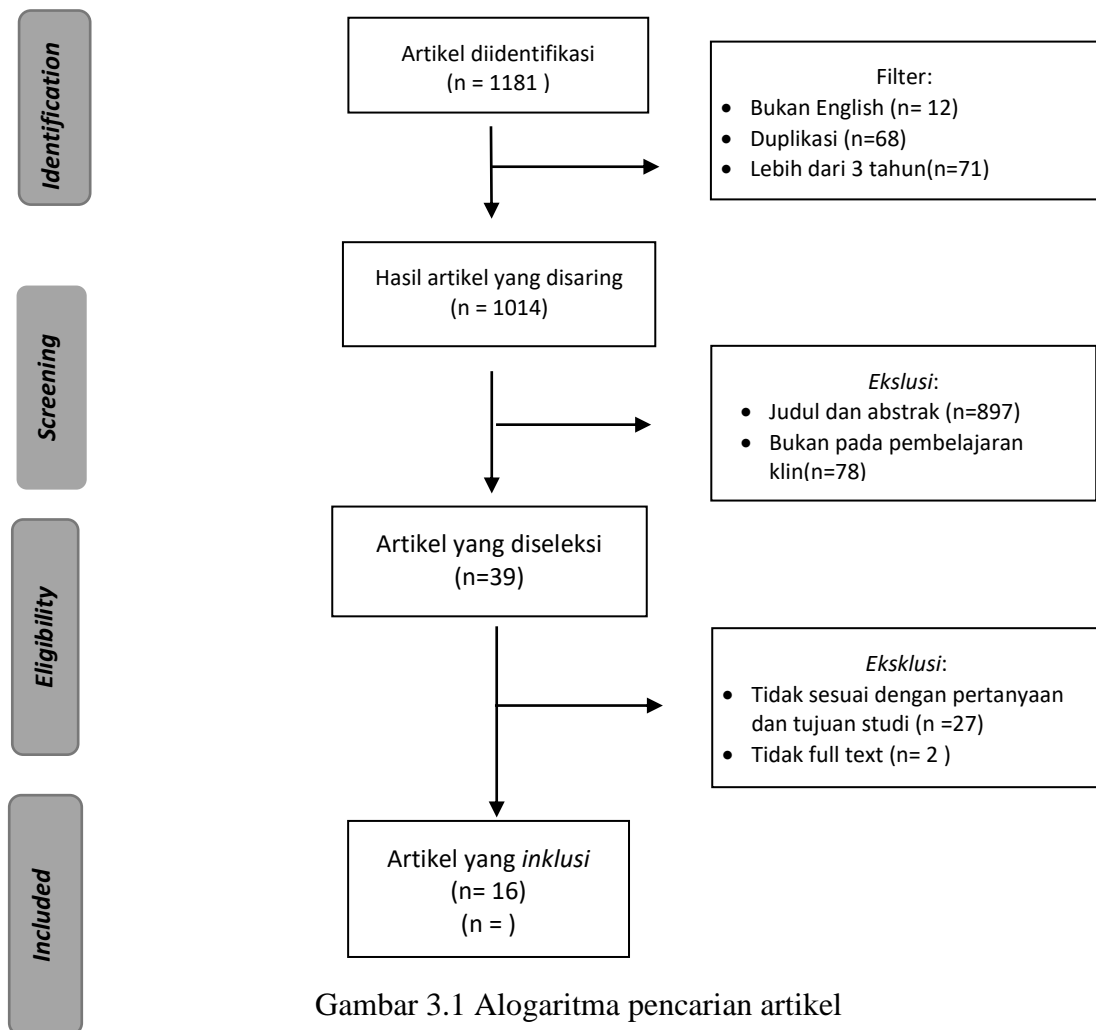 Identification
Artikel diidentifikasi
(n = 1181 )
Filter:
• Bukan English (n= 12)
• Duplikasi (n=68)
• Lebih dari 3 tahun(n=71)
Screening
Hasil artikel yang disaring
(n = 1014)
Ekslusi:
• Judul dan abstrak (n=897)
• Bukan pada pembelajaran
klin(n=78)
Eligibility
Artikel yang diseleksi
(n=39)
Eksklusi:
• Tidak sesuai dengan pertanyaan
dan tujuan studi (n =27)
• Tidak full text (n= 2 )
Included
Artikel yang inklusi
(n= 16)
(n = )
Gambar 3.1 Alogaritma pencarian artikel